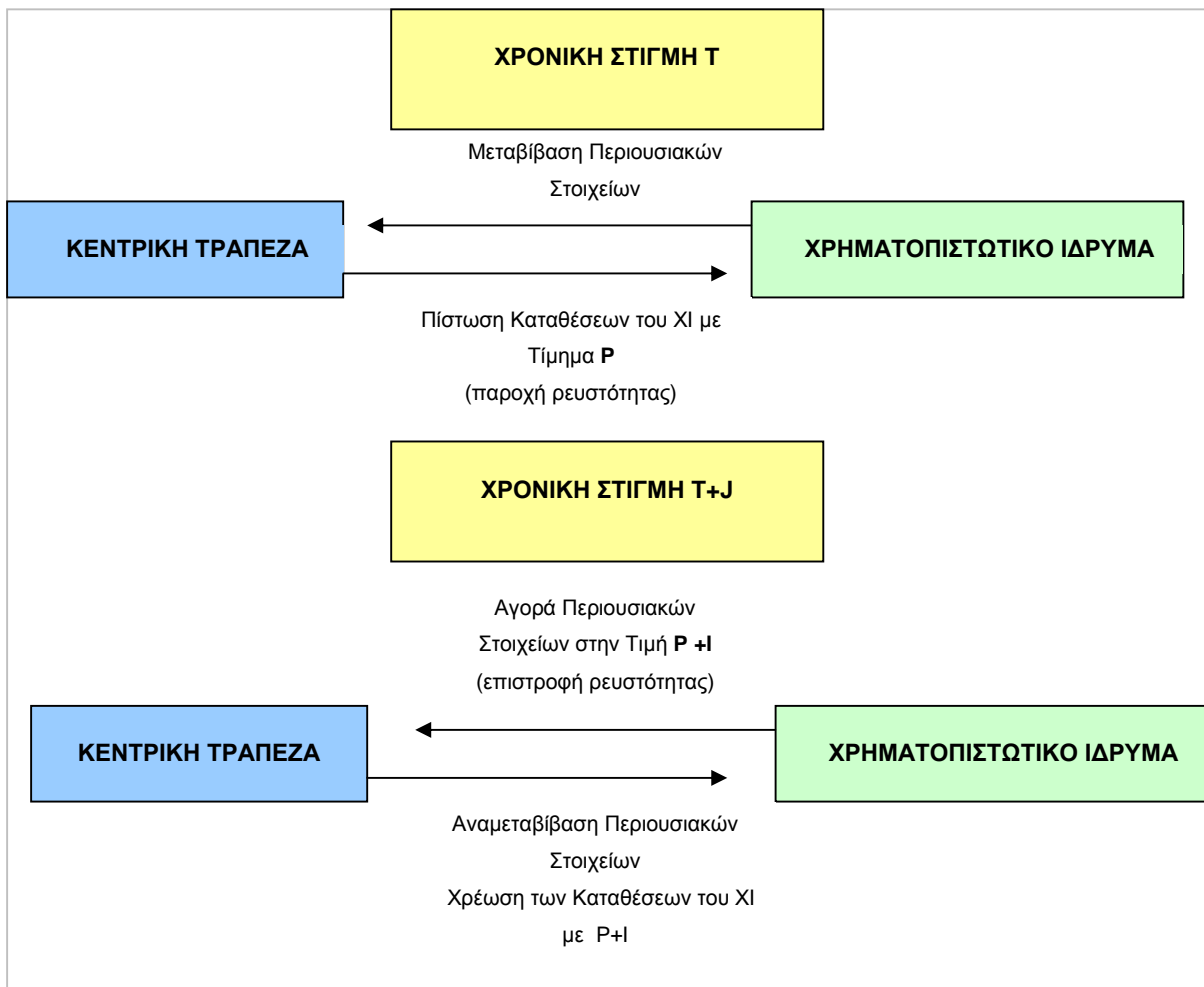 ΧΡΟΝΙΚΗ ΣΤΙΓΜΗ Τ
Μεταβίβαση Περιουσιακών
Στοιχείων
ΚΕΝΤΡΙΚΗ ΤΡΑΠΕΖΑ
ΧΡΗΜΑΤΟΠΙΣΤΩΤΙΚΟ ΙΔΡΥΜΑ
Πίστωση Καταθέσεων του ΧΙ με
Τίμημα P
(παροχή ρευστότητας)
ΧΡΟΝΙΚΗ ΣΤΙΓΜΗ Τ+J
Αγορά Περιουσιακών
Στοιχείων στην Τιμή P +I
(επιστροφή ρευστότητας)
ΚΕΝΤΡΙΚΗ ΤΡΑΠΕΖΑ
ΧΡΗΜΑΤΟΠΙΣΤΩΤΙΚΟ ΙΔΡΥΜΑ
Αναμεταβίβαση Περιουσιακών
Στοιχείων
Χρέωση των Καταθέσεων του ΧΙ
με P+I